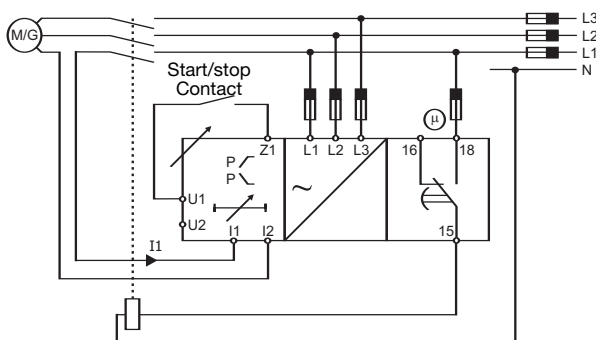 L3
M/G
L2
L1
N
Start/stop
Contact
μ
Z1
L1
L2
L3
16
18
P
P
~
U1
U2
I1
I2
15
I1